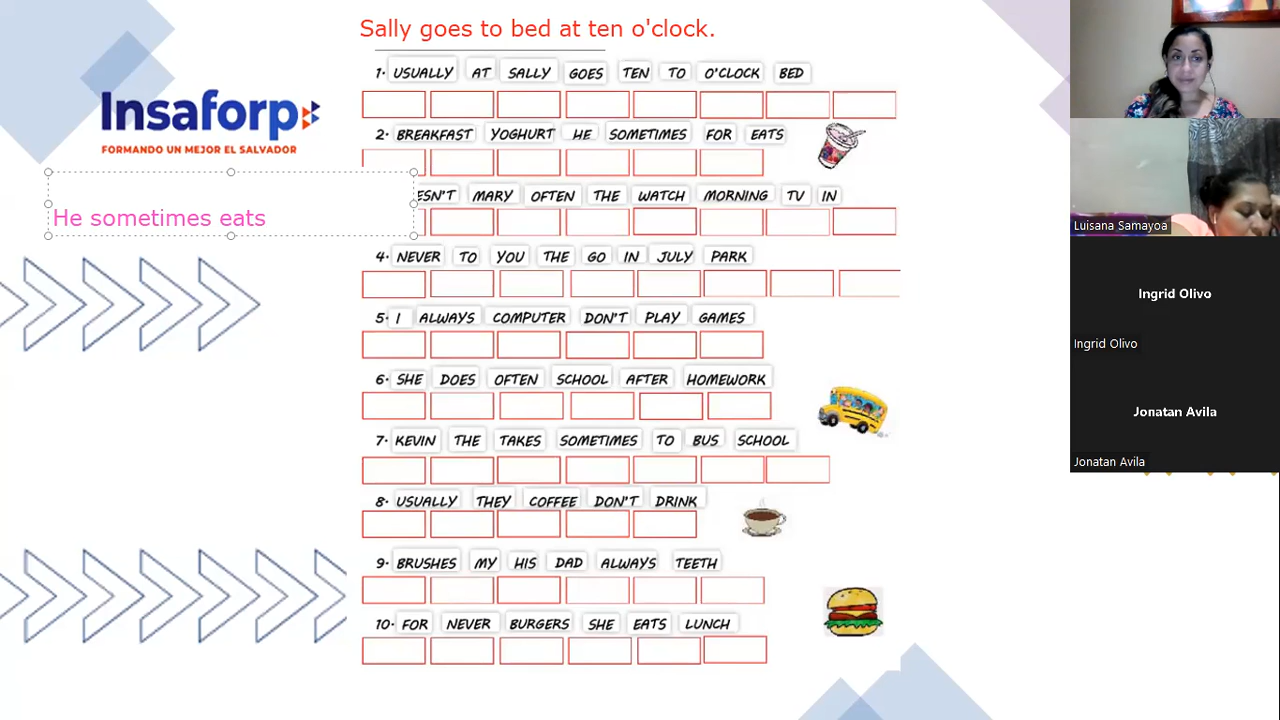 Sally goes to bed at ten o'clock.
1. USUALLY AT SALLY GOES TEN TO O'CLOCK BED
Insaforp
FORMANDO UN MEJOR EL SALVADOR
2. BREAKFAST YOGHURT HE SOMETIMES FOR EATS
ESN'T MARY OFTEN THE WATCH MORNING TV IN
He sometimes eats
4. NEVER TO YOU THE GO IN JULY PARK
5. I ALWAYS COMPUTER DON'T PLAY GAMES
6. SHE DOES OFTEN SCHOOL AFTER HOMEWORK
7. KEVIN THE TAKES SOMETIMES TO BUS SCHOOL
8. USUALLY THEY COFFEE DON'T DRINK
9. BRUSHES MY HIS DAD ALWAYS TEETH
10. FOR NEVER BURGERS SHE EATS LUNCH
Luisana Samayoa
Ingrid Olivo
Ingrid Olivo
Jonatan Avila
Jonatan Avila